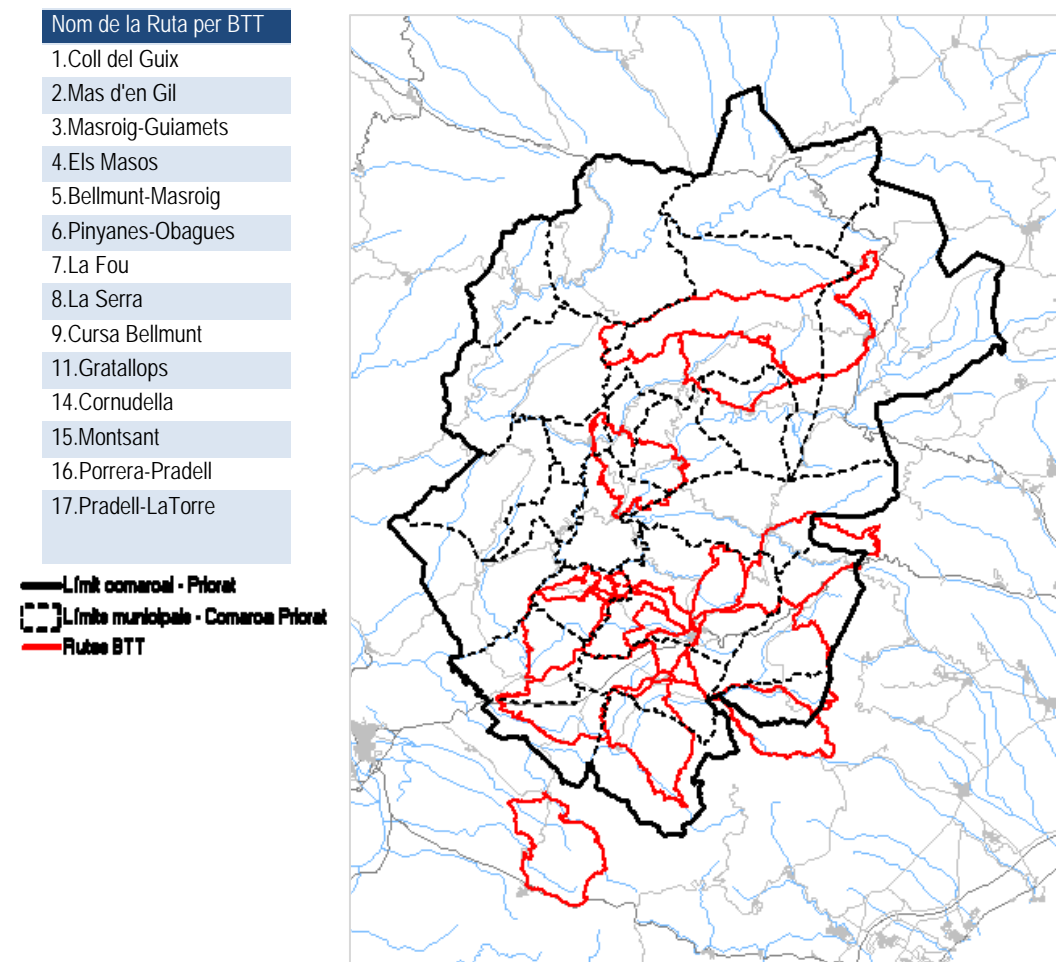 Nom de la Ruta per BTT
1.Coll del Guix
2.Mas d'en Gil
3.Masroig-Guiamets
4.Els Masos
5.Bellmunt-Masroig
6.Pinyanes-Obagues
7.La Fou
8.La Serra
9.Cursa Bellmunt
11.Gratallops
14.Cornudella
15.Montsant
16.Porrera-Pradell
17.Pradell-LaTorre
Límit comarcal - Priorat
Límits municipals - Comarca Priorat
Rutes BTT